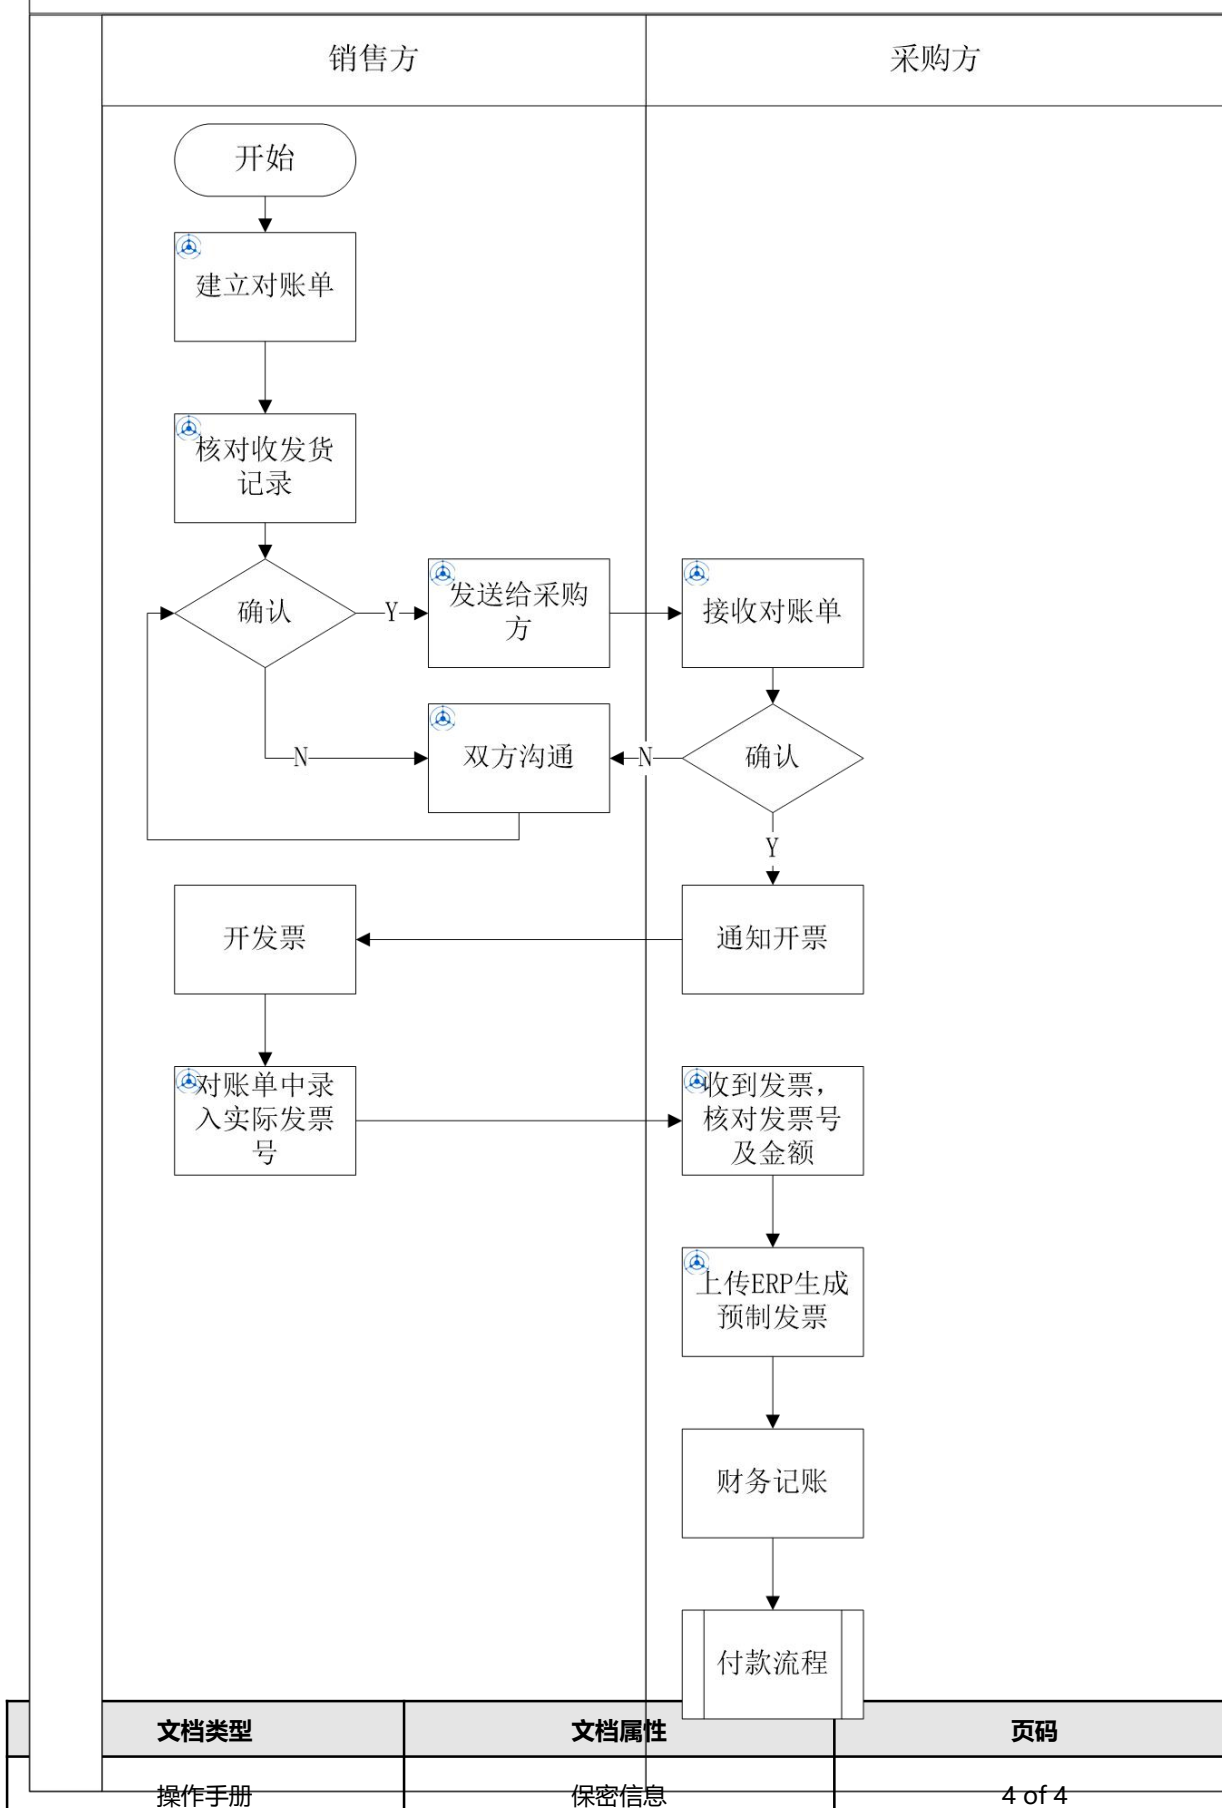 销售方
采购方
开始
建立对账单
核对收发货
记录
确认
Y
发送给采购
方
接收对账单
N
双方沟通
N
确认
Y
开发票
通知开票
对账单中录
入实际发票
号
收到发票，
核对发票号
及金额
上传ERP生成
预制发票
财务记账
付款流程
文档类型
文档属性
页码
操作手册
保密信息
4 of 4